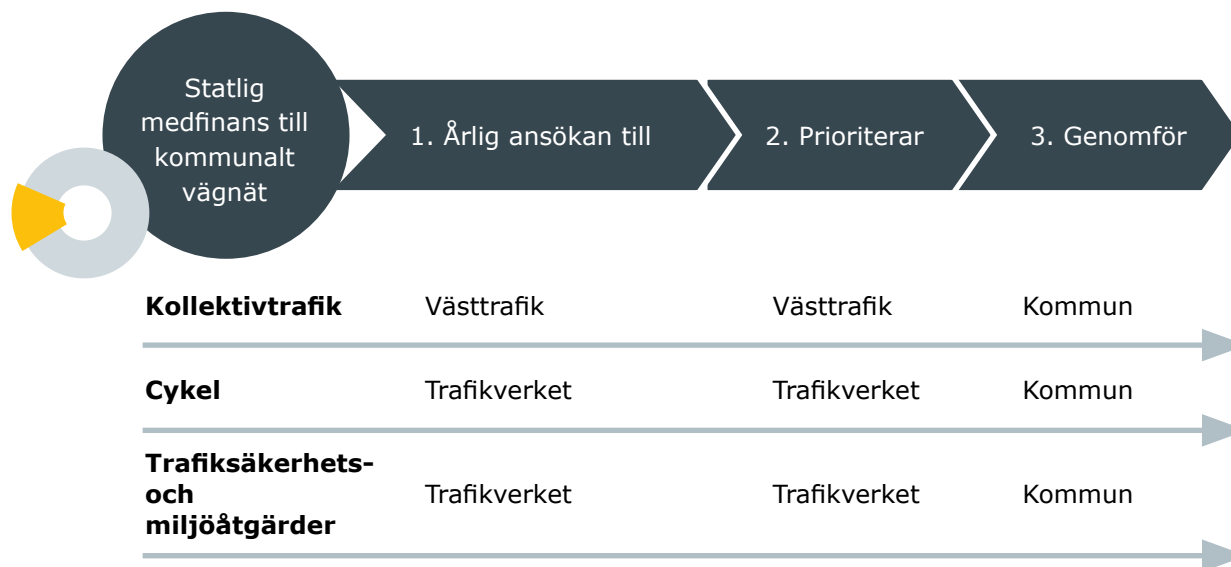 Statlig
medfinans till
kommunalt
vägnät
1. Årlig ansökan till
2. Prioriterar
3. Genomför
Kollektivtrafik Västtrafik Västtrafik Kommun
Cykel Trafikverket Trafikverket Kommun
Trafiksäkerhets-
och
miljöåtgärder
Trafikverket Trafikverket Kommun